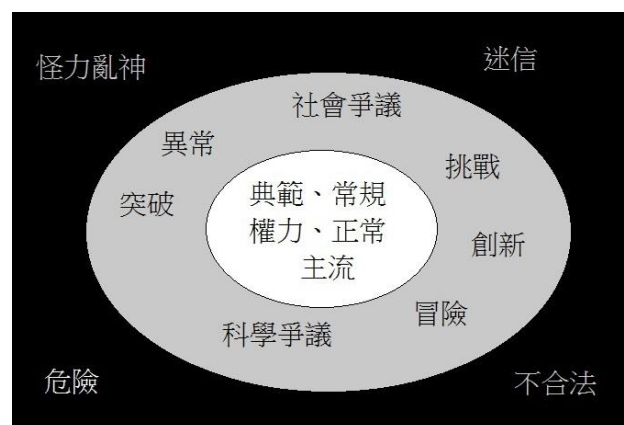 怪力亂神
迷信
社會爭議
異常
挑戰
突破
典範、常規
權力、正常
主流
創新
冒險
科學爭議
危險
不合法